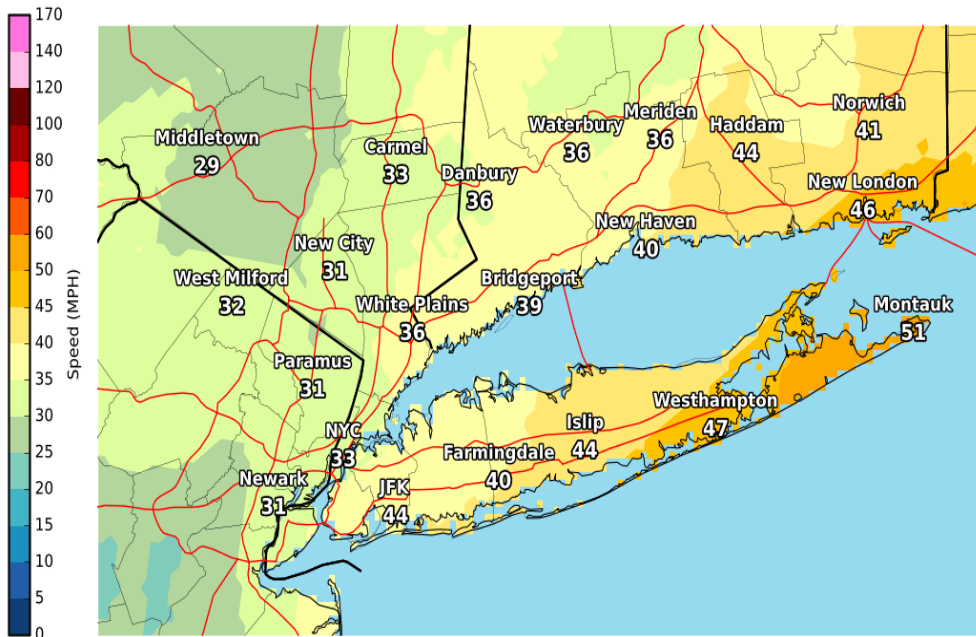 170
140
120
100
80
70
60
50
45
40
35
30
25
20
15
10
5
0
Speed (MPH)
Middletown
29
Carmel
33
Danbury
36
Waterbury
36
Meriden
36
Haddam
44
Norwich
41
New London
46
New Haven
40
New City
31
West Milford
32
White Plains
36
Bridgeport
39
Montauk
51
Paramus
31
Westhampton
47
Islip
44
NYC
33
Farmingdale
40
Newark
31
JFK
44